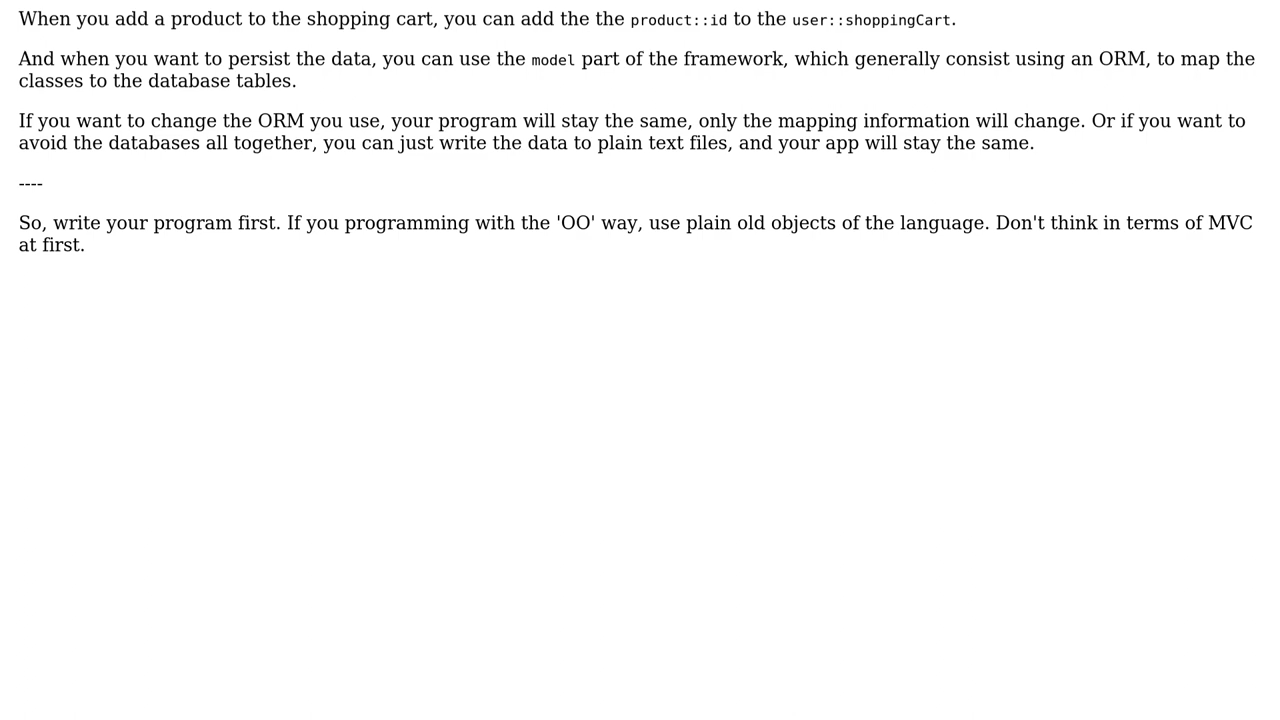 When you add a product to the shopping cart, you can add the the product::id to the user::shoppingCart.
And when you want to persist the data, you can use the model part of the framework, which generally consist using an ORM, to map the
classes to the database tables.
If you want to change the ORM you use, your program will stay the same, only the mapping information will change. Or if you want to
avoid the databases all together, you can just write the data to plain text files, and your app will stay the same.
----
So, write your program first. If you programming with the 'OO' way, use plain old objects of the language. Don't think in terms of MVC
at first.